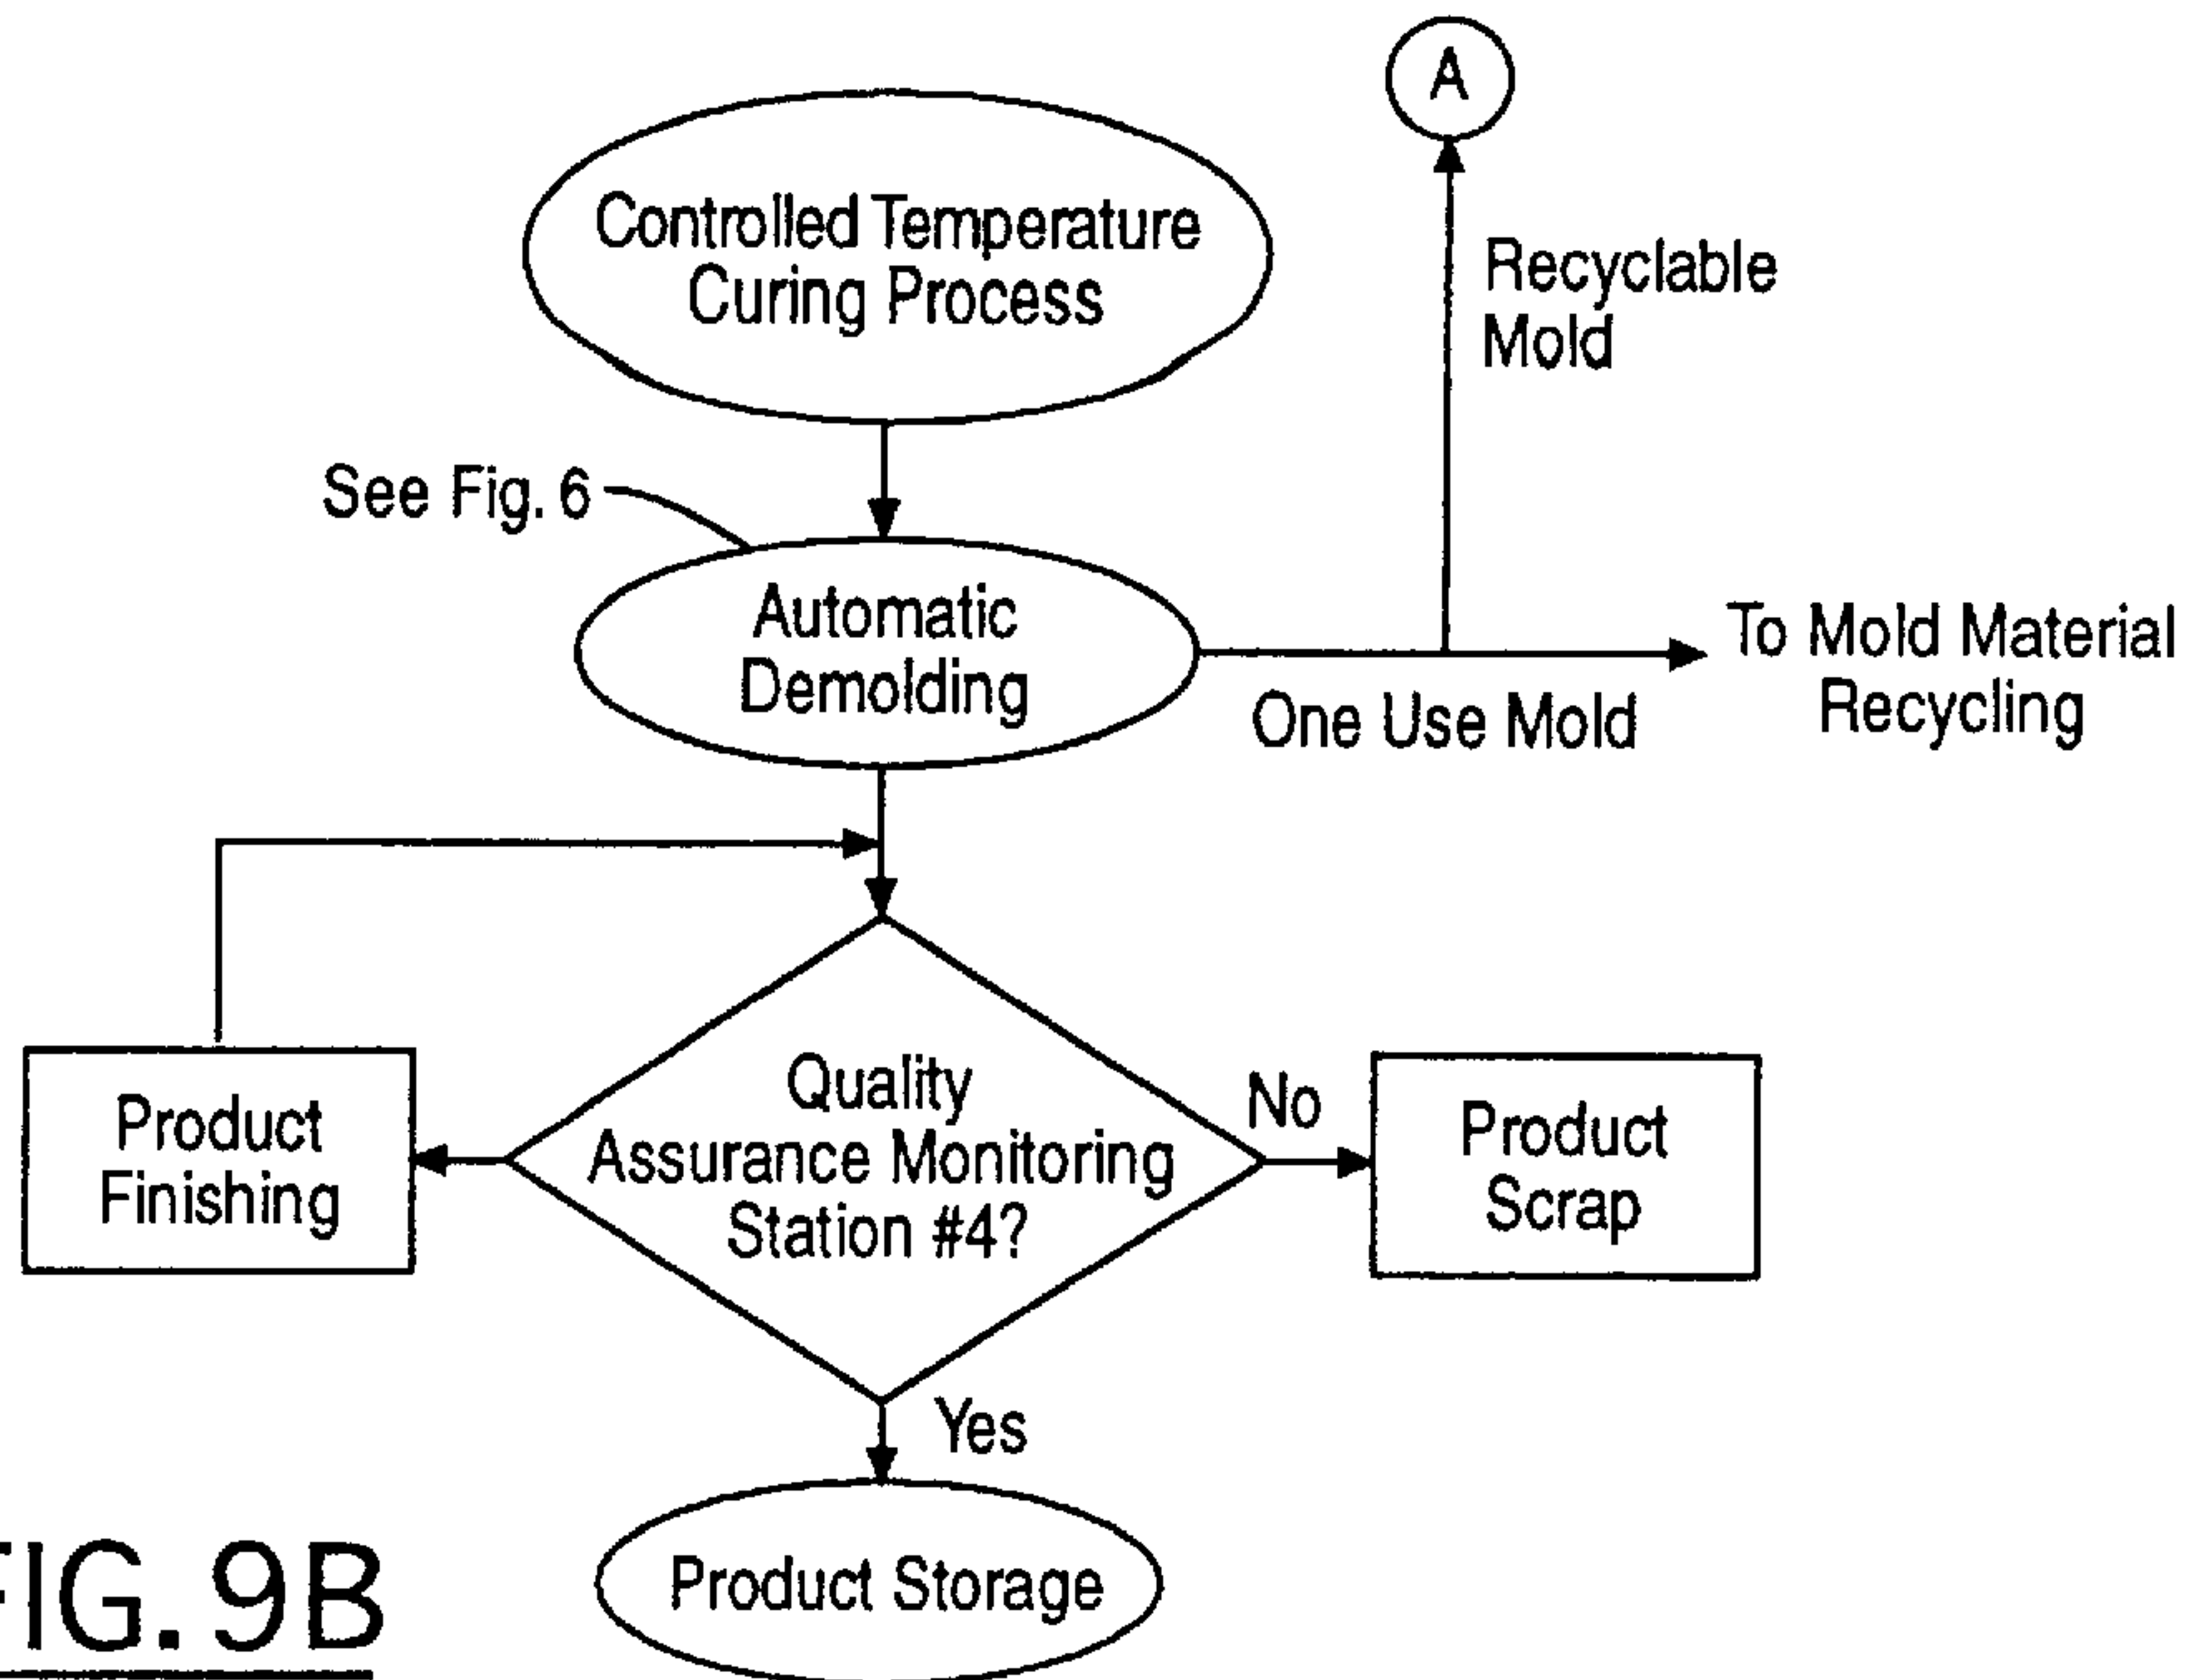 A
Controlled Temperature
Curing Process
Recyclable
Mold
See Fig. 6
Automatic
Demolding
To Mold Material
Recycling
One Use Mold
Product
Finishing
Quality
Assurance Monitoring
Station #4?
No
Product
Scrap
Yes
Product Storage
FIG. 9B